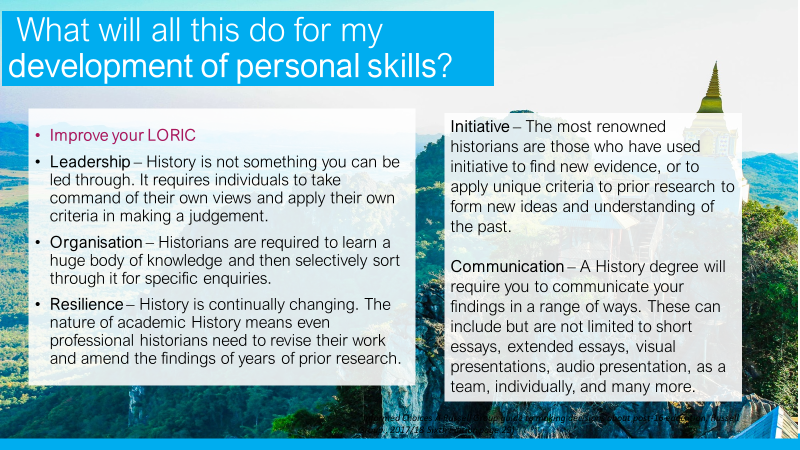 What will all this do for my
development of personal skills?
• Improve your LORIC
• Leadership – History is not something you can be
led through. It requires individuals to take
command of their own views and apply their own
criteria in making a judgement.
• Organisation – Historians are required to learn a
huge body of knowledge and then selectively sort
through it for specific enquiries.
• Resilience – History is continually changing. The
nature of academic History means even
professional historians need to revise their work
and amend the findings of years of prior research.
Initiative – The most renowned
historians are those who have used
initiative to find new evidence, or to
apply unique criteria to prior research to
form new ideas and understanding of
the past.
Communication – A History degree will
require you to communicate your
findings in a range of ways. These can
include but are not limited to short
essays, extended essays, visual
presentations, audio presentation, as a
team, individually, and many more.
Choices about post-16 Russell
2017/18